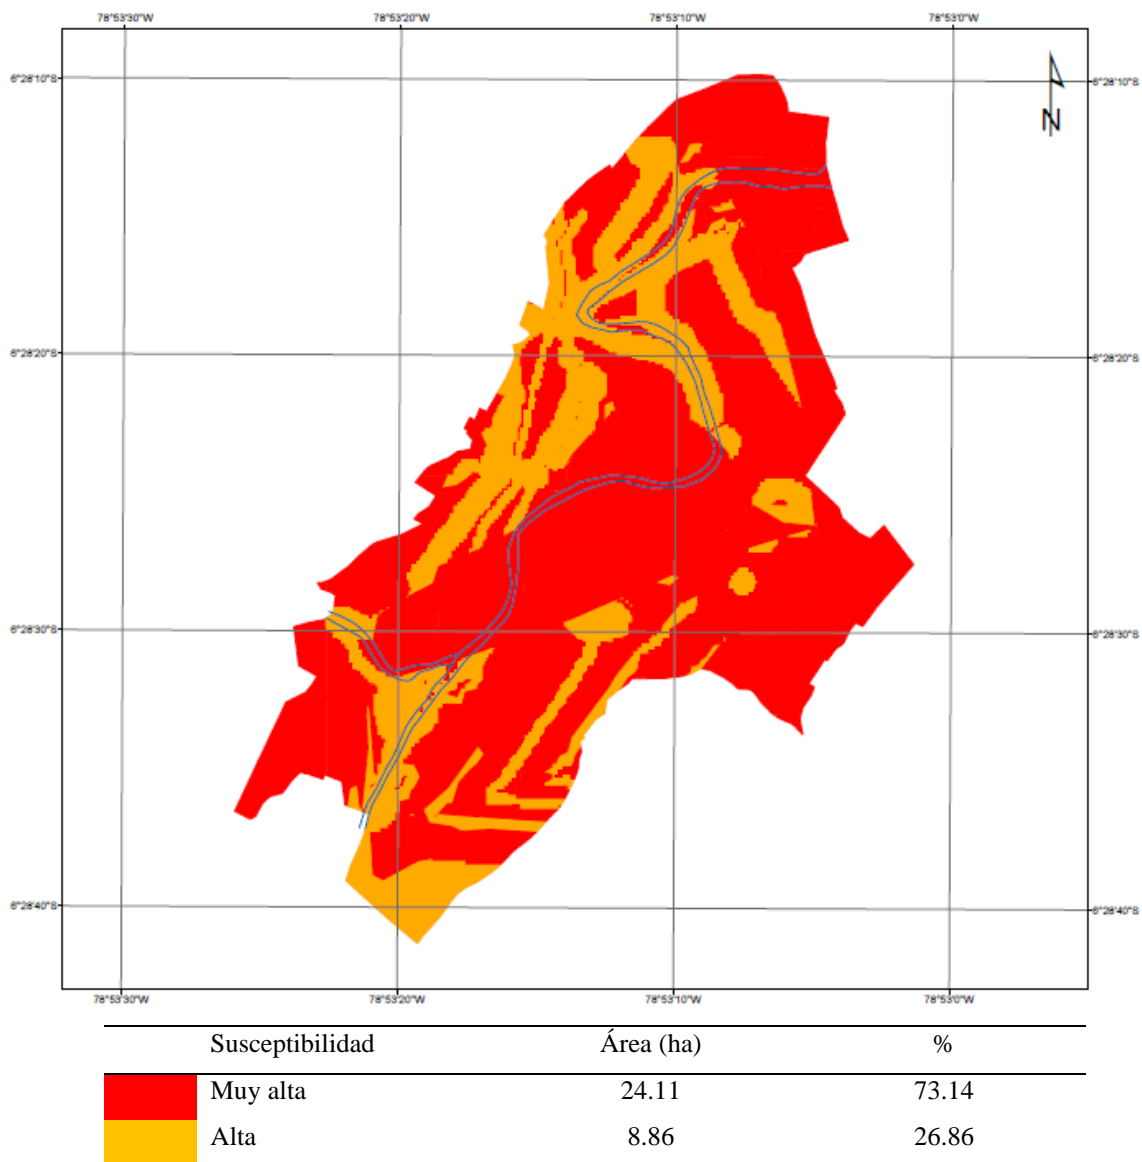 78°53'30"W 78°53'20"W 78°53'10"W 78°53'0"W
6°28'10"S 6°28'10"S
N
6°28'20"S 6°28'20"S
6°28'30"S 6°28'30"S
6°28'40"S 6°28'40"S
78°53'30"W 78°53'20"W 78°53'10"W 78°53'0"W
Susceptibilidad Área (ha) %
Muy alta 24.11 73.14
Alta 8.86 26.86